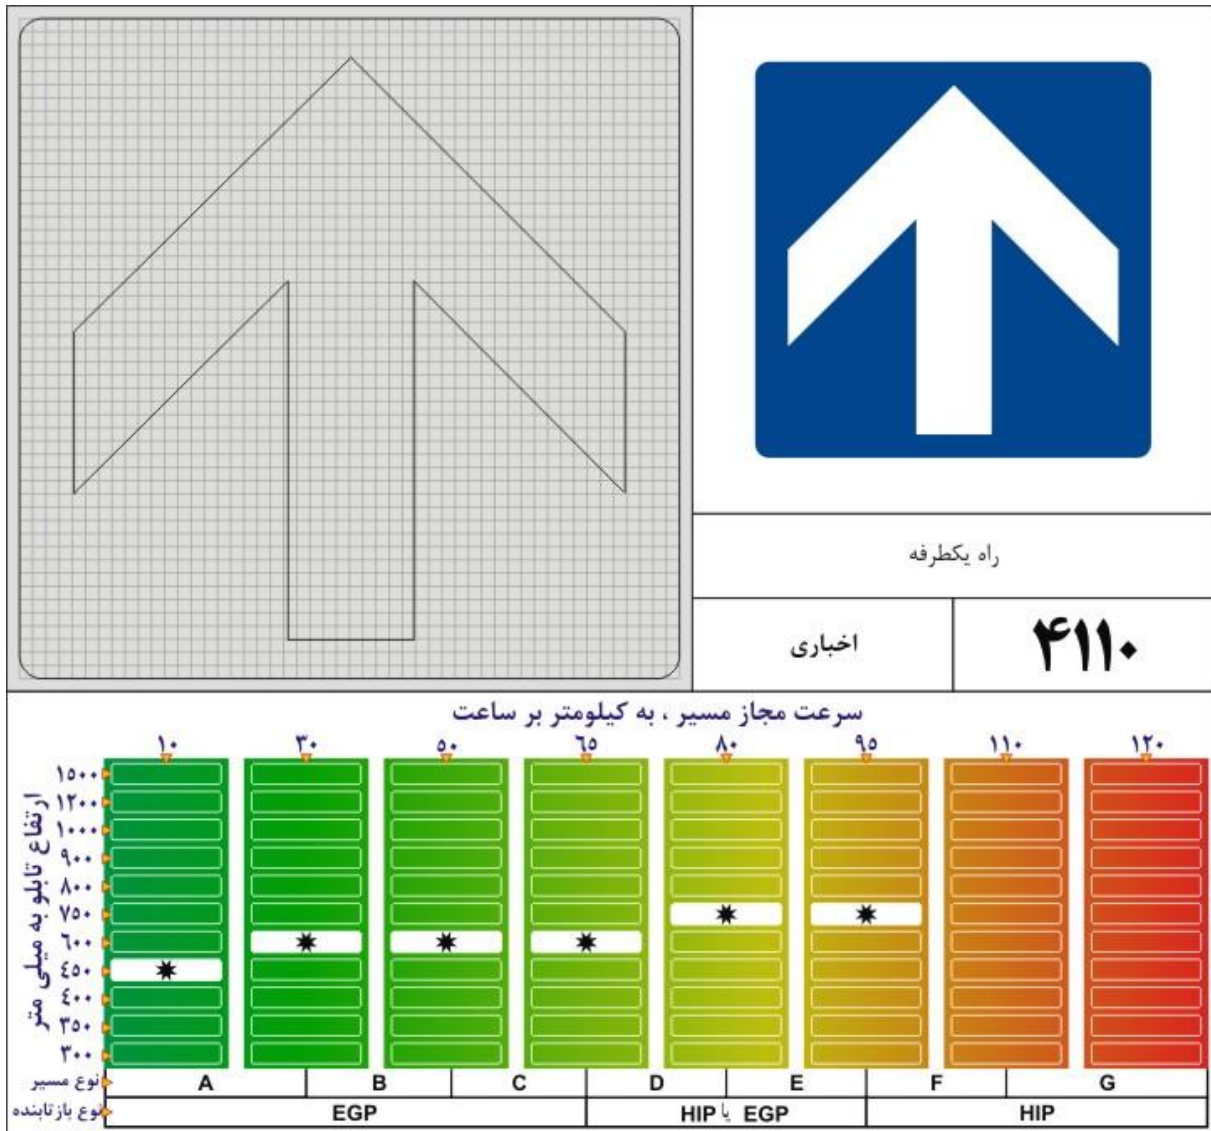 راه یکطرفه
اخباری
۴۱۱۰
سرعت مجاز مسیر ، به کیلومتر بر ساعت
۱۰ ۳۰ ۵۰ ۶۵ ۸۰ ۹۵ ۱۱۰ ۱۲۰
ارتفاع تابلو به میلی متر
۱۵۰۰
۱۲۰۰
۱۰۰۰
۹۰۰
۸۰۰
۷۵۰
۶۰۰
۴۵۰
۴۰۰
۳۵۰
۳۰۰
نوع مسیر A B C D E F G
نوع بازتابنده EGP HIP یا EGP HIP